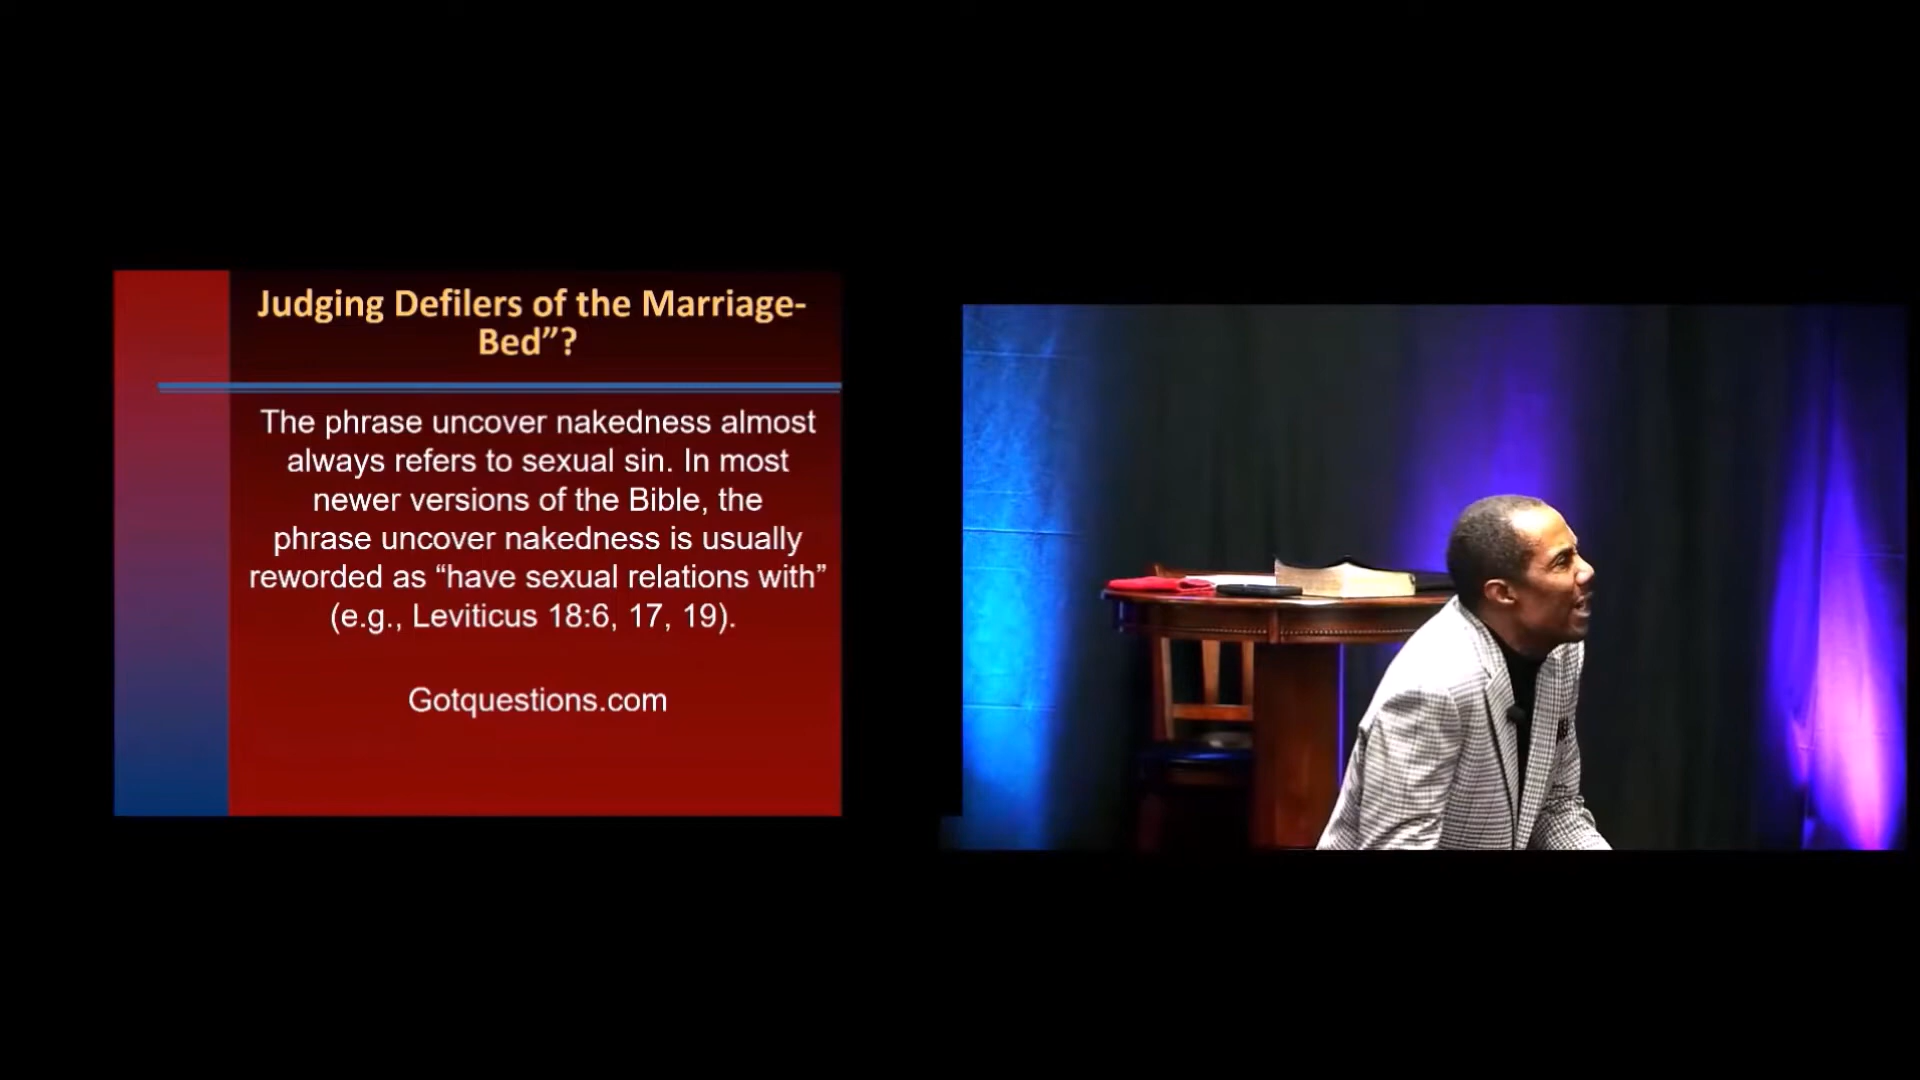 Judging Defilers of the Marriage-
Bed”?
The phrase uncover nakedness almost
always refers to sexual sin. In most
newer versions of the Bible, the
phrase uncover nakedness is usually
reworded as “have sexual relations with”
(e.g., Leviticus 18:6, 17, 19).
Gotquestions.com